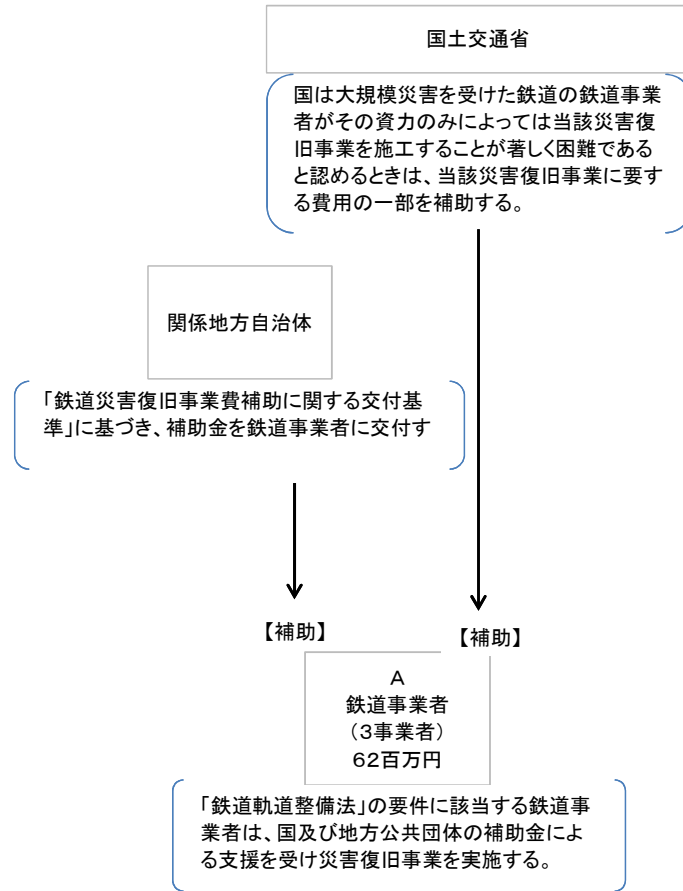 国土交通省
国は大規模災害を受けた鉄道の鉄道事業
者がその資力のみによっては当該災害復
旧事業を施工することが著しく困難である
と認めるときは、当該災害復旧事業に要す
る費用の一部を補助する。
関係地方自治体
「鉄道災害復旧事業費補助に関する交付基
準」に基づき、補助金を鉄道事業者に交付す
【補助】
【補助】
A
鉄道事業者
（3事業者）
62百万円
「鉄道軌道整備法」の要件に該当する鉄道事
業者は、国及び地方公共団体の補助金によ
る支援を受け災害復旧事業を実施する。